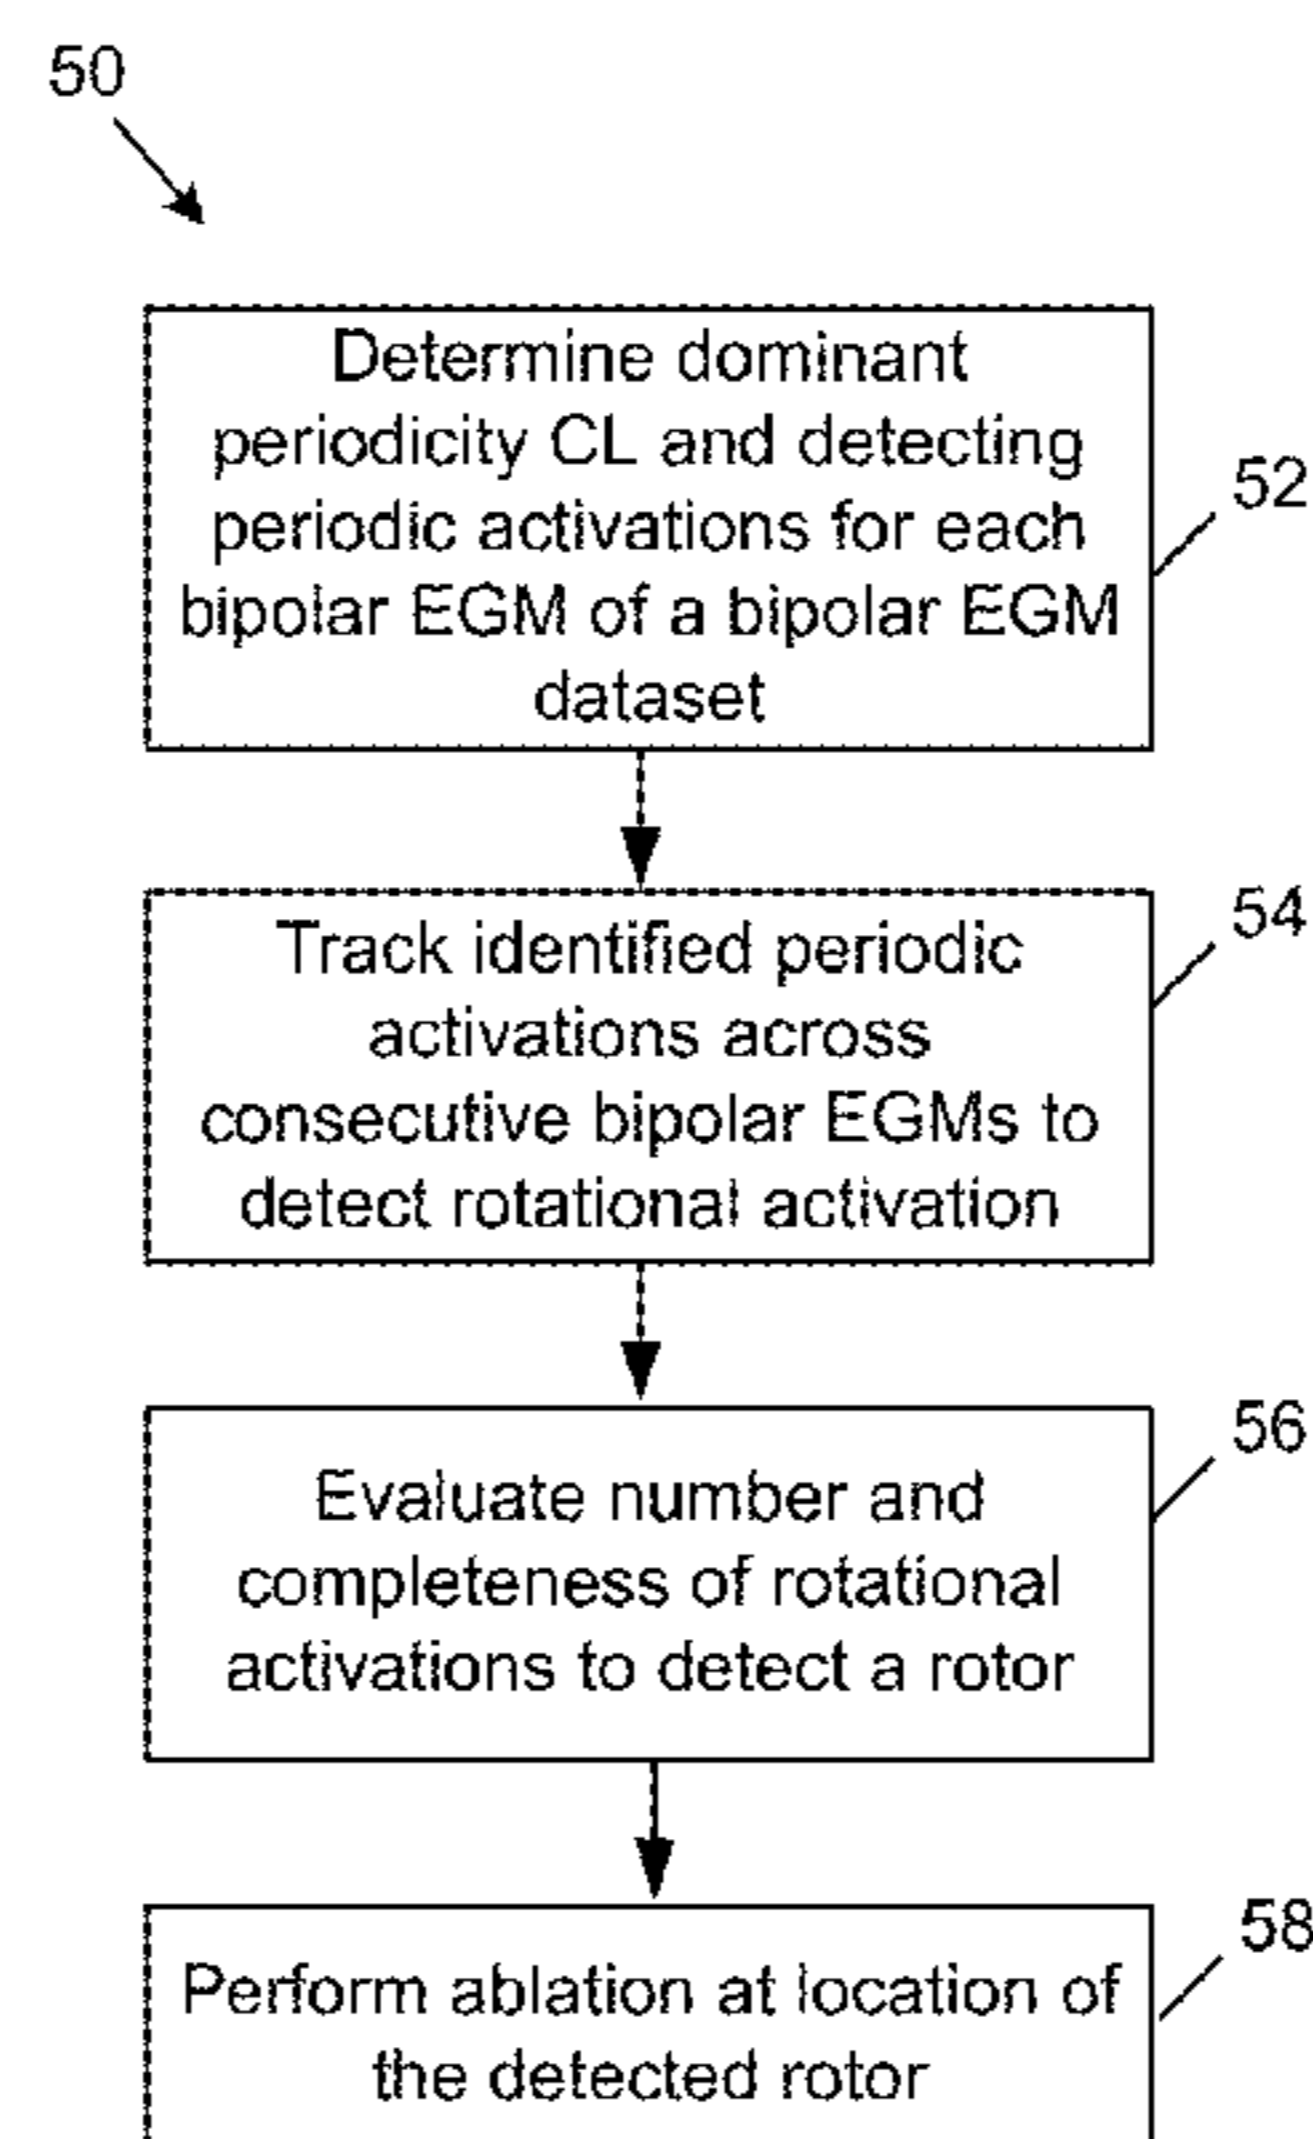 50
Determine dominant
periodicity CL and detecting
periodic activations for each
bipolar EGM of a bipolar EGM
dataset
52
Track identified periodic
activations across
consecutive bipolar EGMs to
detect rotational activation
54
Evaluate number and
completeness of rotational
activations to detect a rotor
56
Perform ablation at location of
the detected rotor
58